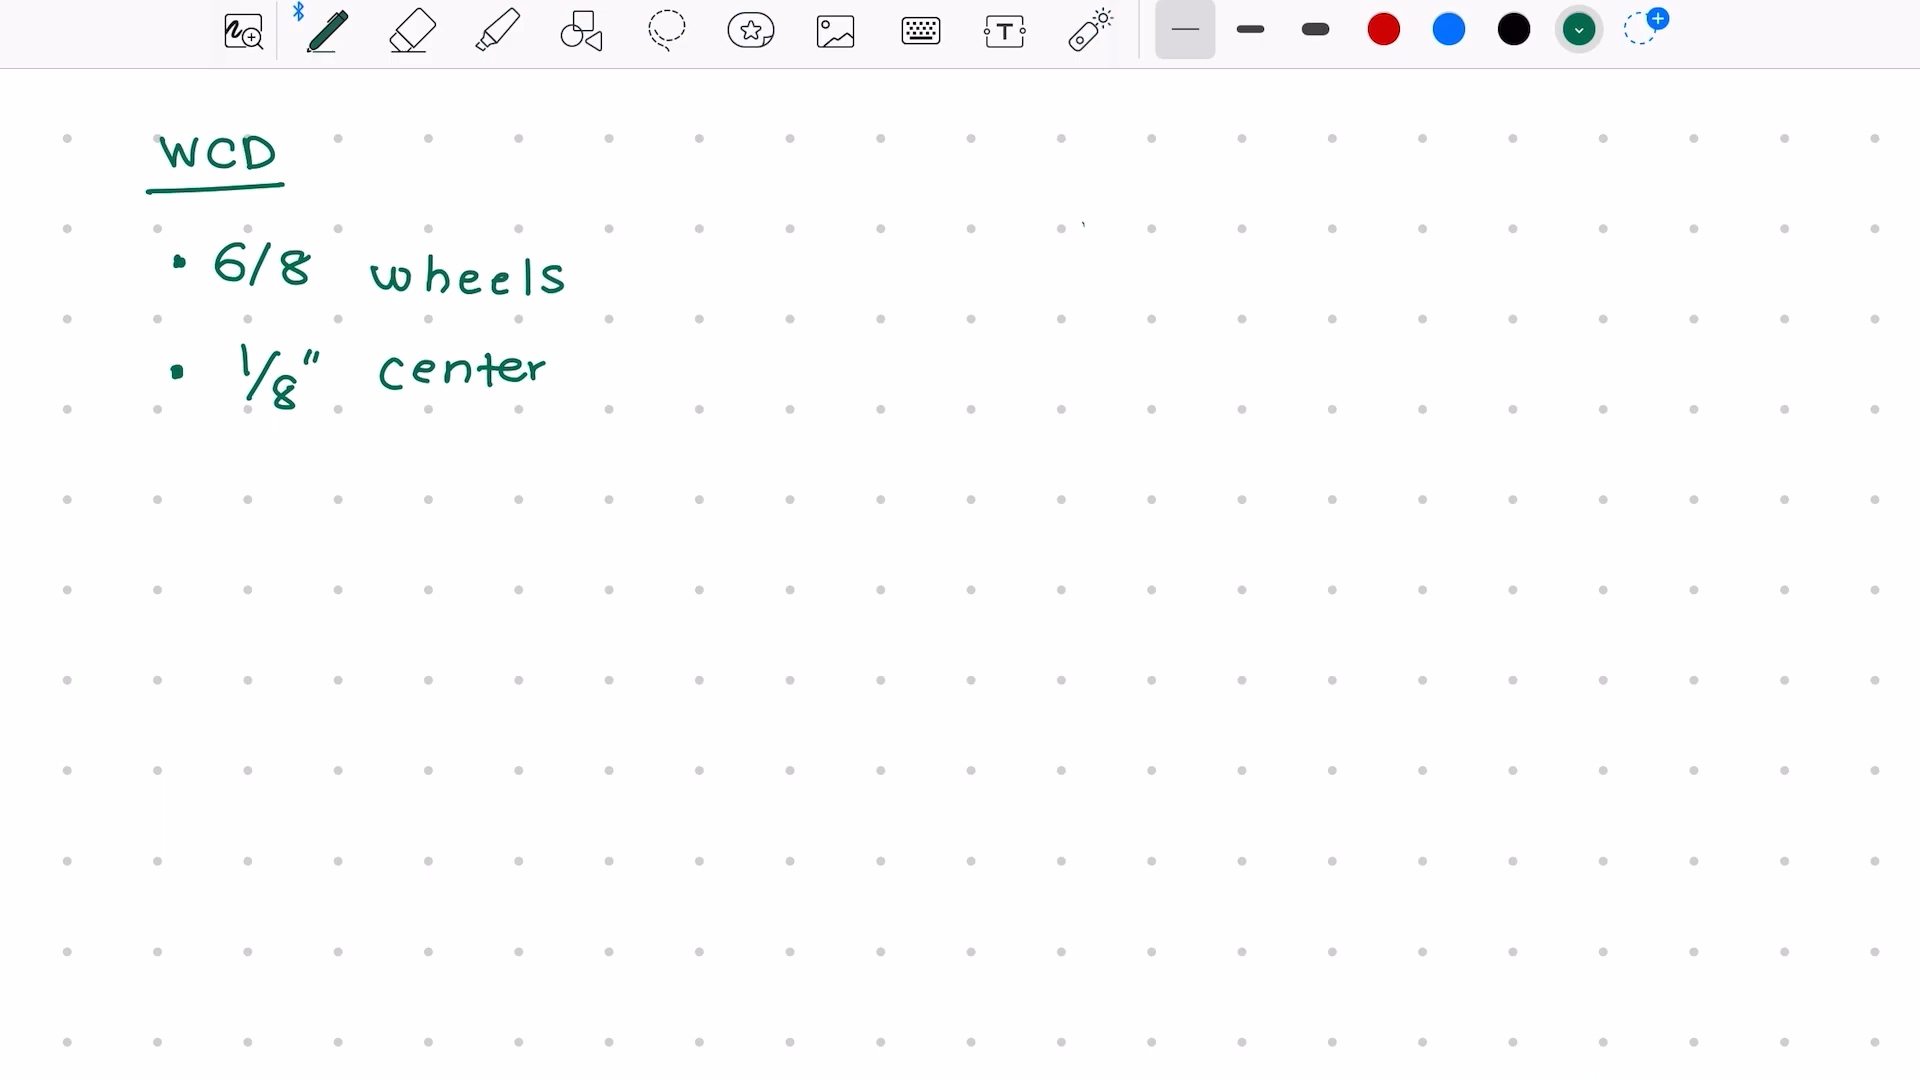 WCD
• 6/8 wheels
• 1/8" center